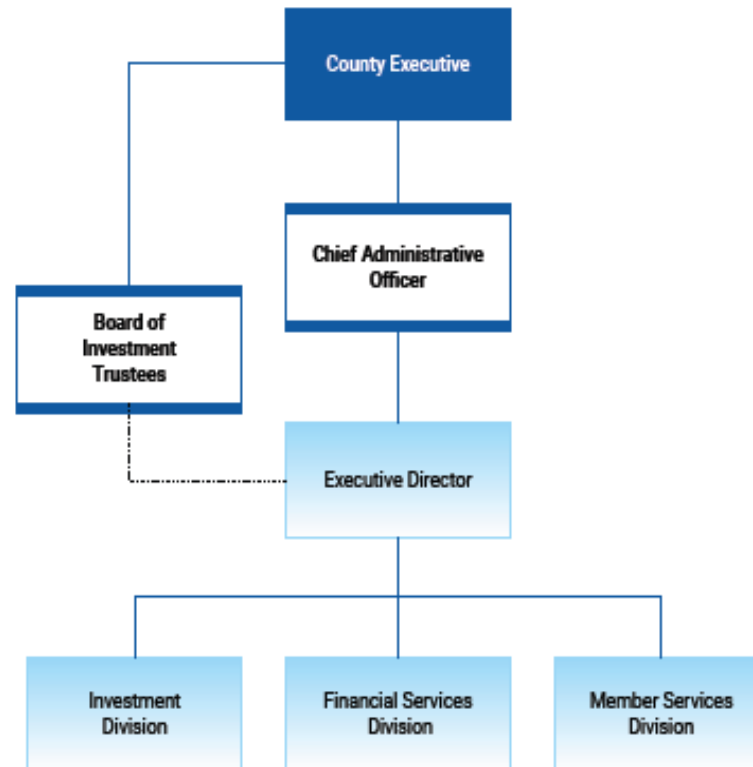 County Executive
Chief Administrative
Officer
Board of
Investment
Trustees
Executive Director
Investment
Division
Financial Services
Division
Member Services
Division